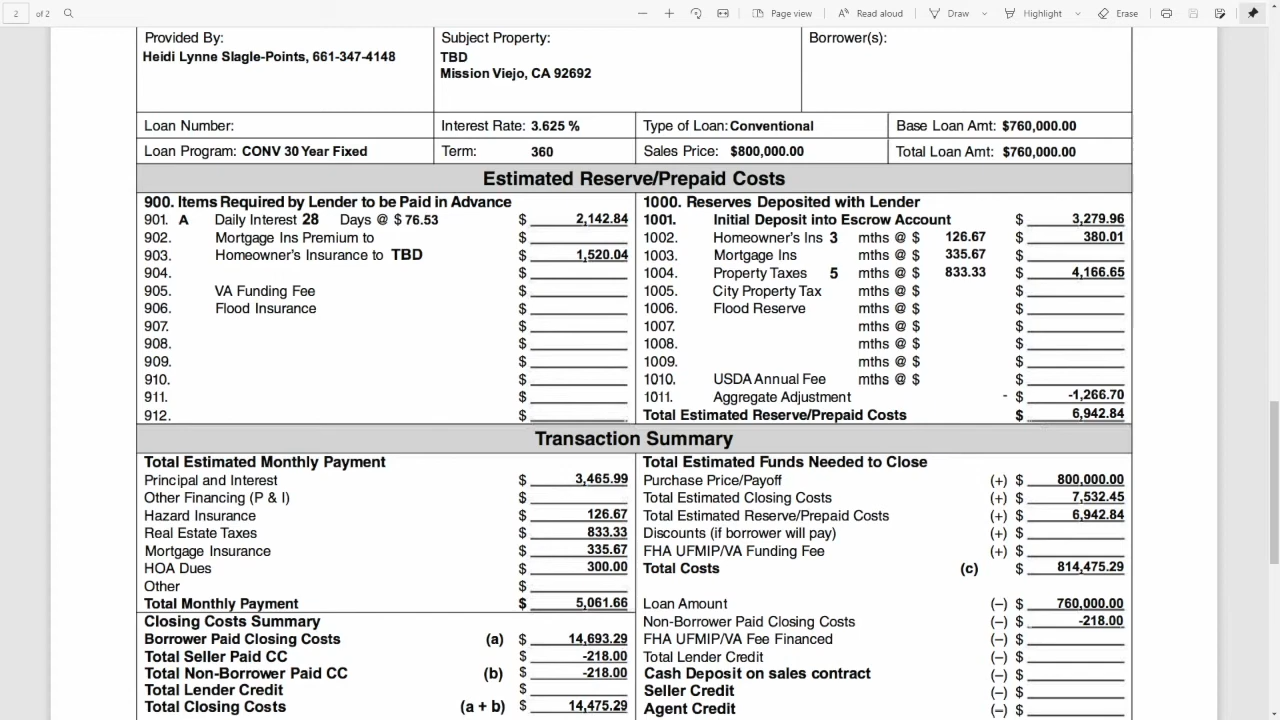 2 of 2 Page view Read aloud Draw Highlight Erase
Provided By: Subject Property: Borrower(s):
Heidi Lynne Slagle-Points, 661-347-4148 TBD
Mission Viejo, CA 92692
Loan Number: Interest Rate: 3.625 % Type of Loan: Conventional Base Loan Amt: $760,000.00
Loan Program: CONV 30 Year Fixed Term: 360 Sales Price: $800,000.00 Total Loan Amt: $760,000.00
Estimated Reserve/Prepaid Costs
900. Items Required by Lender to be Paid in Advance 1000. Reserves Deposited with Lender
901. A Daily Interest 28 Days @ $ 76.53 $ 2,142.84 1001. Initial Deposit into Escrow Account $ 3,279.96
902. Mortgage Ins Premium to $ 1002. Homeowner's Ins 3 mths @ $ 126.67 $ 380.01
903. Homeowner's Insurance to TBD $ 1,520.04 1003. Mortgage Ins mths @ $ 335.67 $
904. $ 1004. Property Taxes 5 mths @ $ 833.33 $ 4,166.65
905. VA Funding Fee $ 1005. City Property Tax mths @ $ $
906. Flood Insurance $ 1006. Flood Reserve mths @ $ $
907. $ 1007. mths @ $ $
908. $ 1008. mths @ $ $
909. $ 1009. mths @ $ $
910. $ 1010. USDA Annual Fee mths @ $ $
911. $ 1011. Aggregate Adjustment - $ -1,266.70
912. $ Total Estimated Reserve/Prepaid Costs $ 6,942.84
Transaction Summary
Total Estimated Monthly Payment Total Estimated Funds Needed to Close
Principal and Interest $ 3,465.99 Purchase Price/Payoff (+) $ 800,000.00
Other Financing (P & I) $ Total Estimated Closing Costs (+) $ 7,532.45
Hazard Insurance $ 126.67 Total Estimated Reserve/Prepaid Costs (+) $ 6,942.84
Real Estate Taxes $ 833.33 Discounts (if borrower will pay) (+) $
Mortgage Insurance $ 335.67 FHA UFMIP/VA Funding Fee (+) $
HOA Dues $ 300.00 Total Costs (c) $ 814,475.29
Other $
Total Monthly Payment $ 5,061.66 Loan Amount (–) $ 760,000.00
Closing Costs Summary Non-Borrower Paid Closing Costs (–) $ -218.00
Borrower Paid Closing Costs (a) $ 14,693.29 FHA UFMIP/VA Fee Financed (–) $
Total Seller Paid CC $ -218.00 Total Lender Credit (–) $
Total Non-Borrower Paid CC (b) $ -218.00 Cash Deposit on sales contract (–) $
Total Lender Credit $ Seller Credit (–) $
Total Closing Costs (a + b) $ 14,475.29 Agent Credit (–) $